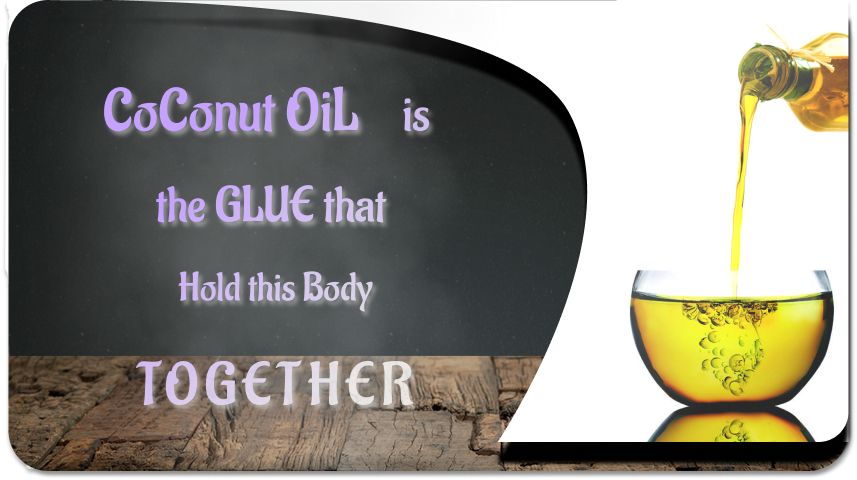 CoConut OiL is
the GLUE that
Hold this Body
TOGETHER